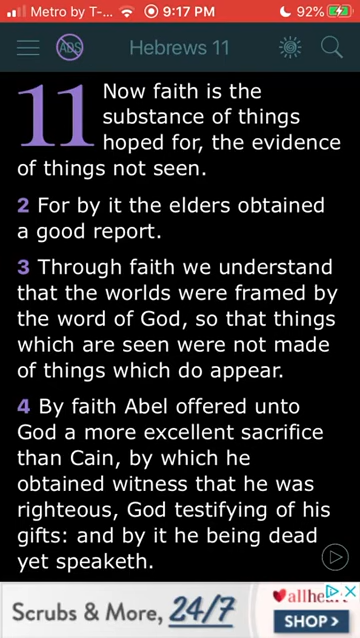 Metro by T-... 9:17 PM 92%
ADS Hebrews 11
11 Now faith is the
substance of things
hoped for, the evidence
of things not seen.
2 For by it the elders obtained
a good report.
3 Through faith we understand
that the worlds were framed by
the word of God, so that things
which are seen were not made
of things which do appear.
4 By faith Abel offered unto
God a more excellent sacrifice
than Cain, by which he
obtained witness that he was
righteous, God testifying of his
gifts: and by it he being dead
yet speaketh.
allheart
Scrubs & More, 24/7
SHOP >